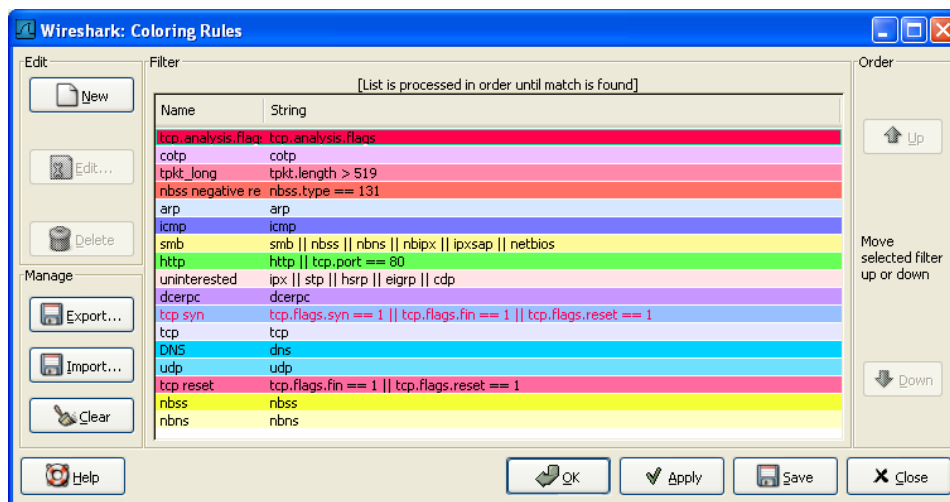 Wireshark: Coloring Rules
Edit
New
Edit...
Delete
Manage
Export...
Import...
Clear
Filter
[List is processed in order until match is found]
Name String
tcp.analysis.flag: tcp.analysis.flags
cotp cotp
tpkt_long tpkt.length > 519
nbss negative re nbss.type == 131
arp arp
icmp icmp
smb smb || nbss || nbns || nbipx || ipxsap || netbios
http http || tcp.port == 80
uninterested ipx || stp || hsrp || eigrp || cdp
dcerpc dcerpc
tcp syn tcp.flags.syn == 1 || tcp.flags.fin == 1 || tcp.flags.reset == 1
tcp tcp
DNS dns
udp udp
tcp reset tcp.flags.fin == 1 || tcp.flags.reset == 1
nbss nbss
nbns nbns
Order
Up
Move
selected filter
up or down
Down
Help
OK
Apply
Save
Close